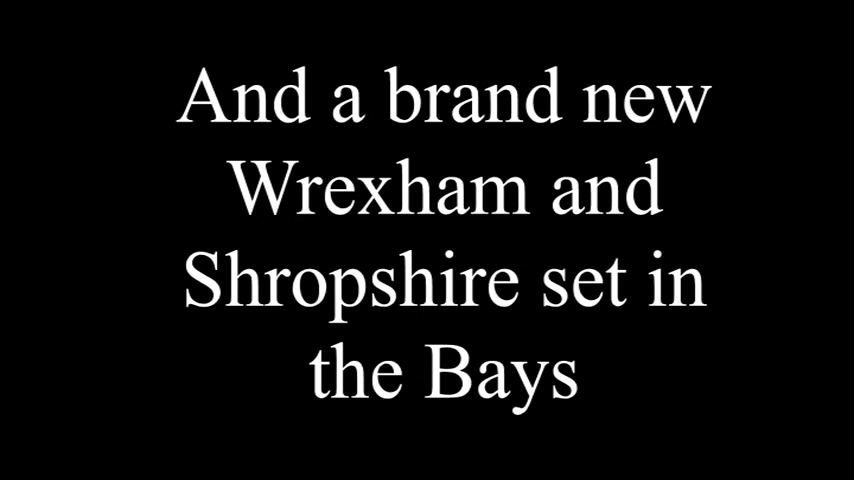 And a brand new
Wrexham and
Shropshire set in
the Bays